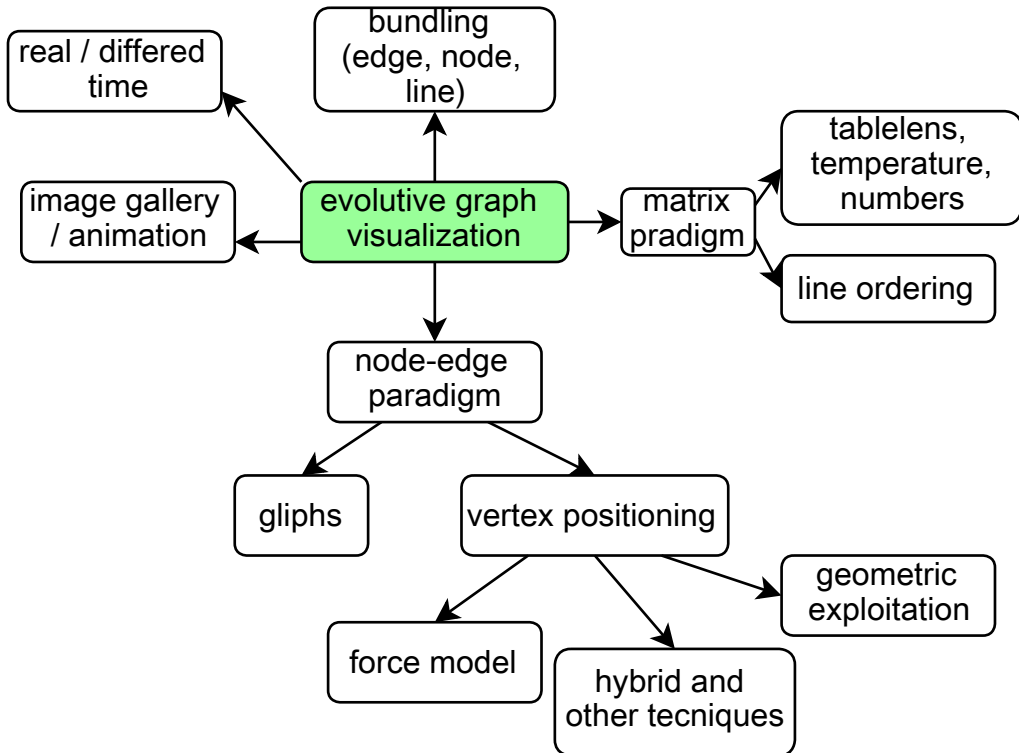 real / differed
time
bundling
(edge, node,
line)
tablelens,
temperature,
numbers
image gallery
/ animation
evolutive graph
visualization
matrix
pradigm
line ordering
node-edge
paradigm
gliphs
vertex positioning
geometric
exploitation
force model
hybrid and
other tecniques